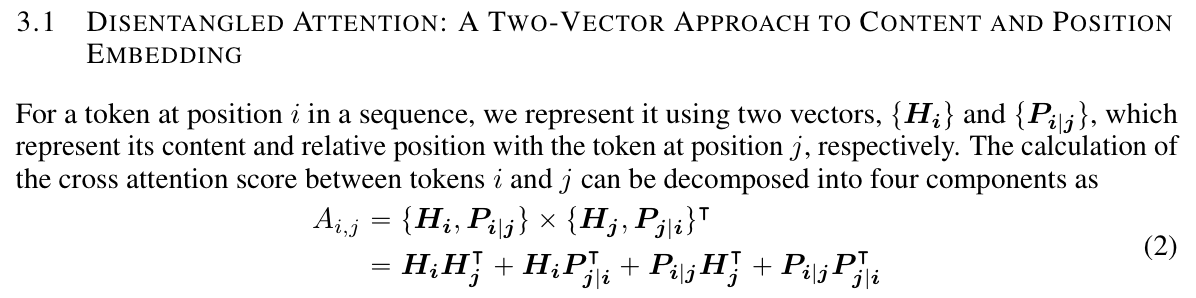 3.1 DISENTANGLED ATTENTION: A TWO-VECTOR APPROACH TO CONTENT AND POSITION
EMBEDDING
For a token at position i in a sequence, we represent it using two vectors, {H_i} and {P_{i|j}}, which
represent its content and relative position with the token at position j, respectively. The calculation of
the cross attention score between tokens i and j can be decomposed into four components as
A_{i,j} = {H_i, P_{i|j}} × {H_j, P_{j|i}}^⊺
= H_i H_j^⊺ + H_i P_{j|i}^⊺ + P_{i|j} H_j^⊺ + P_{i|j} P_{j|i}^⊺
(2)